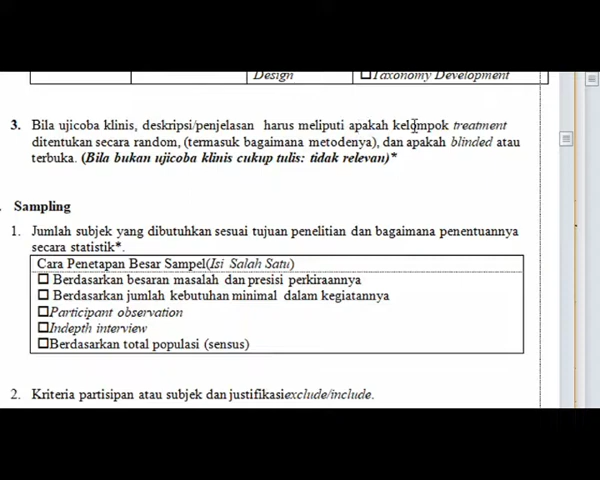 Design
☐Taxonomy Development
3. Bila ujicoba klinis, deskripsi/penjelasan harus meliputi apakah kelompok treatment
ditentukan secara random, (termasuk bagaimana metodenya), dan apakah blinded atau
terbuka. (Bila bukan ujicoba klinis cukup tulis: tidak relevan)*
. Sampling
1. Jumlah subjek yang dibutuhkan sesuai tujuan penelitian dan bagaimana penentuannya
secara statistik*.
Cara Penetapan Besar Sampel(Isi Salah Satu)
☐ Berdasarkan besaran masalah dan presisi perkiraannya
☐ Berdasarkan jumlah kebutuhan minimal dalam kegiatannya
☐Participant observation
☐Indepth interview
☐Berdasarkan total populasi (sensus)
2. Kriteria partisipan atau subjek dan justifikasiexclude/include.